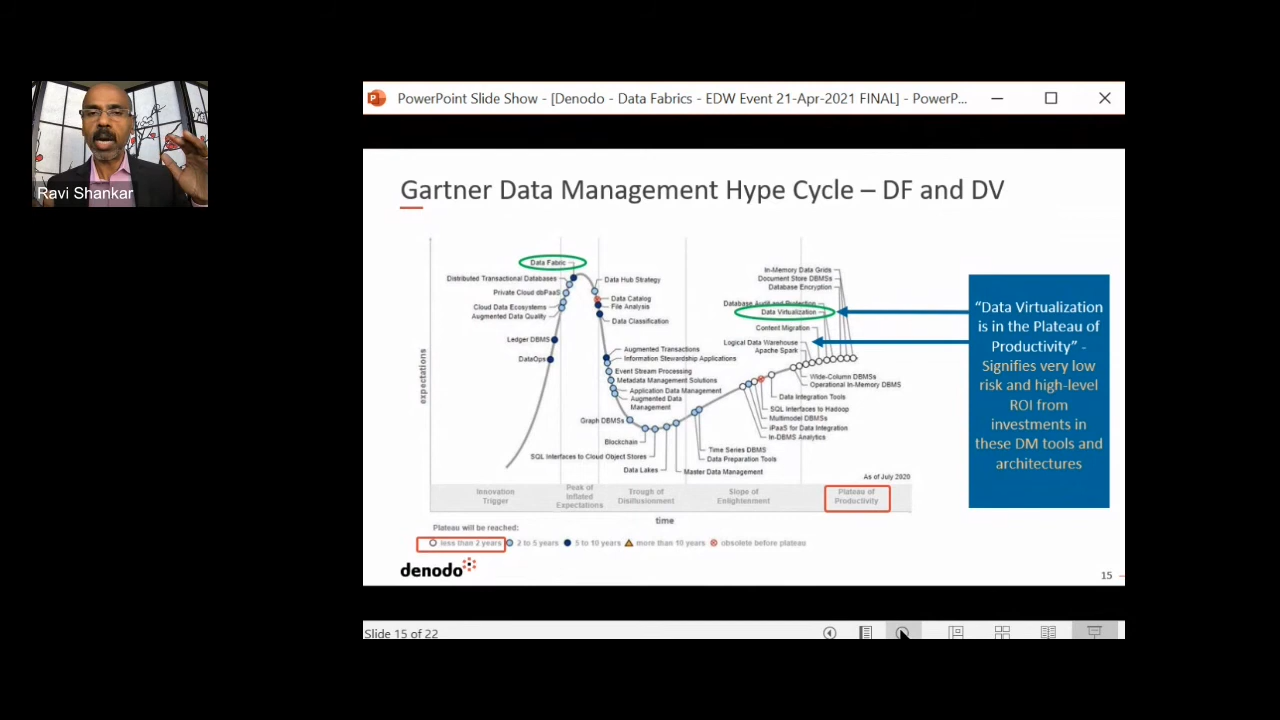 PowerPoint Slide Show - [Denodo - Data Fabrics - EDW Event 21-Apr-2021 FINAL] - PowerP...
Ravi Shankar
Gartner Data Management Hype Cycle – DF and DV
expectations
Data Fabric
Distributed Transactional Databases
Private Cloud dbPaaS
Cloud Data Ecosystems
Augmented Data Quality
Ledger DBMS
DataOps
Data Hub Strategy
Data Catalog
File Analysis
Data Classification
Augmented Transactions
Information Stewardship Applications
Event Stream Processing
Metadata Management Solutions
Application Data Management
Augmented Data
Management
Graph DBMSs
Blockchain
SQL Interfaces to Cloud Object Stores
Data Lakes
Master Data Management
Data Preparation Tools
Time Series DBMS
In-DBMS Analytics
iPaaS for Data Integration
Multimodel DBMSs
SQL Interfaces to Hadoop
Data Integration Tools
Operational In-Memory DBMS
Wide-Column DBMSs
Apache Spark
Logical Data Warehouse
Content Migration
Data Virtualization
Database Audit and Protection
Database Encryption
Document Store DBMSs
In-Memory Data Grids
As of July 2020
Innovation
Trigger
Peak of
Inflated
Expectations
Trough of
Disillusionment
Slope of
Enlightenment
Plateau of
Productivity
time
Plateau will be reached:
less than 2 years
2 to 5 years
5 to 10 years
more than 10 years
obsolete before plateau
“Data Virtualization
is in the Plateau of
Productivity” -
Signifies very low
risk and high-level
ROI from
investments in
these DM tools and
architectures
denodo
15
Slide 15 of 22